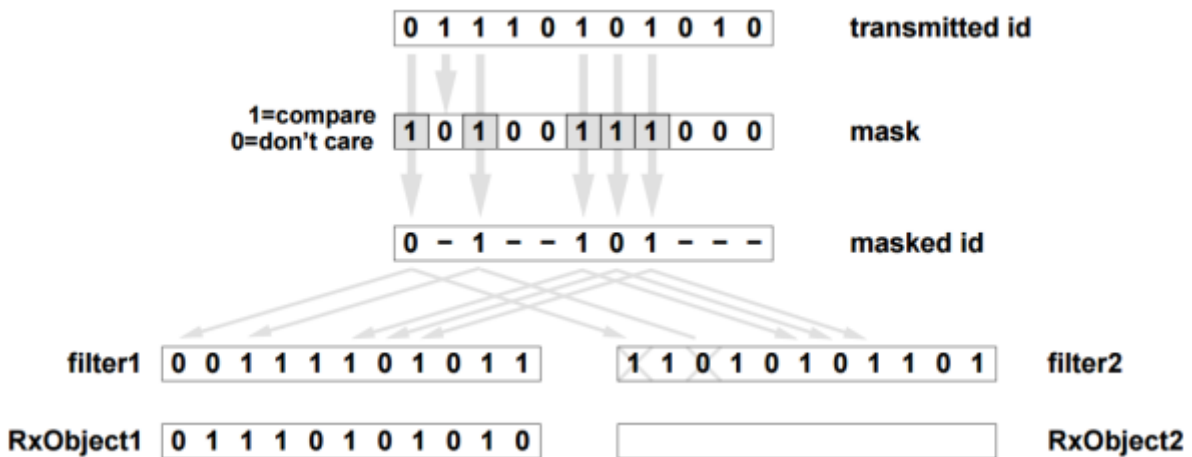 0 1 1 1 0 1 0 1 0 1 0 transmitted id
1=compare
0=don't care
1 0 1 0 0 1 1 1 0 0 0 mask
0 – 1 – – 1 0 1 – – – masked id
filter1 0 0 1 1 1 1 0 1 0 1 1 1 1 0 1 0 1 0 1 1 0 1 filter2
RxObject1 0 1 1 1 0 1 0 1 0 1 0 RxObject2